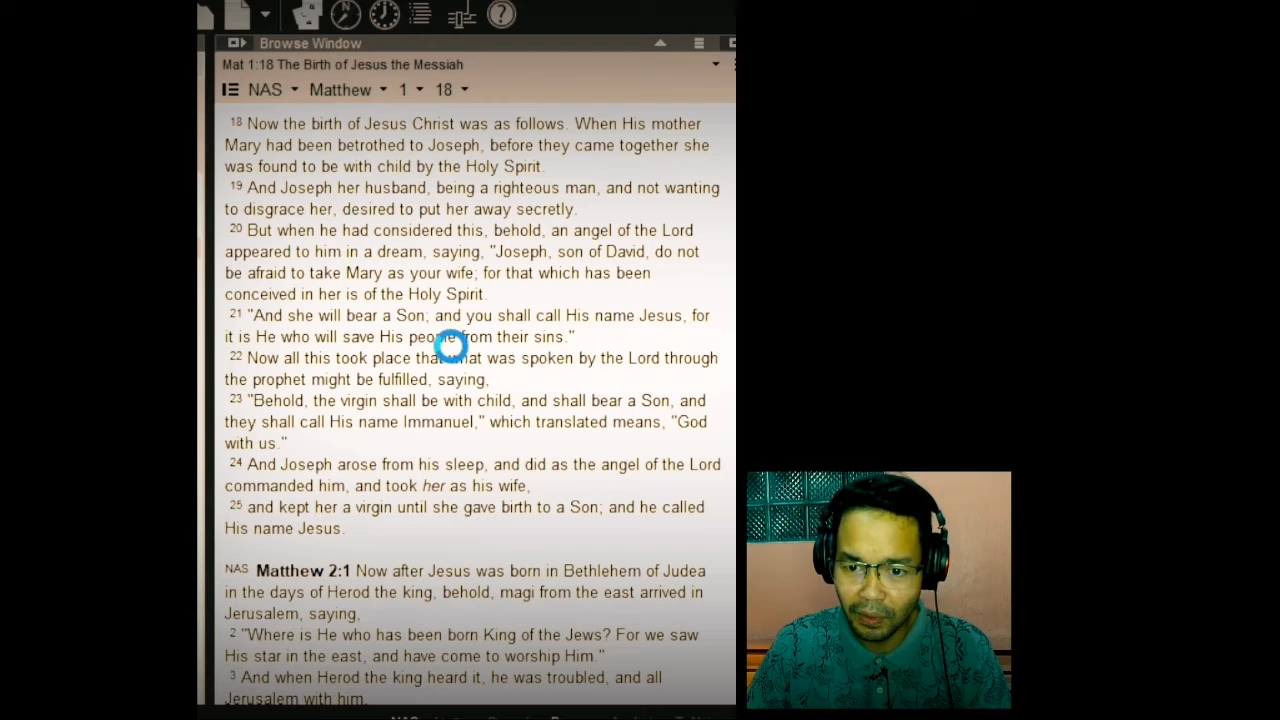 Browse Window
Mat 1:18 The Birth of Jesus the Messiah
NAS Matthew 1 18
18 Now the birth of Jesus Christ was as follows. When His mother
Mary had been betrothed to Joseph, before they came together she
was found to be with child by the Holy Spirit.
19 And Joseph her husband, being a righteous man, and not wanting
to disgrace her, desired to put her away secretly.
20 But when he had considered this, behold, an angel of the Lord
appeared to him in a dream, saying, "Joseph, son of David, do not
be afraid to take Mary as your wife; for that which has been
conceived in her is of the Holy Spirit.
21 "And she will bear a Son; and you shall call His name Jesus, for
it is He who will save His people from their sins."
22 Now all this took place that what was spoken by the Lord through
the prophet might be fulfilled, saying,
23 "Behold, the virgin shall be with child, and shall bear a Son, and
they shall call His name Immanuel," which translated means, "God
with us."
24 And Joseph arose from his sleep, and did as the angel of the Lord
commanded him, and took her as his wife,
25 and kept her a virgin until she gave birth to a Son; and he called
His name Jesus.
NAS Matthew 2:1 Now after Jesus was born in Bethlehem of Judea
in the days of Herod the king, behold, magi from the east arrived in
Jerusalem, saying,
2 "Where is He who has been born King of the Jews? For we saw
His star in the east, and have come to worship Him."
3 And when Herod the king heard it, he was troubled, and all
Jerusalem with him.